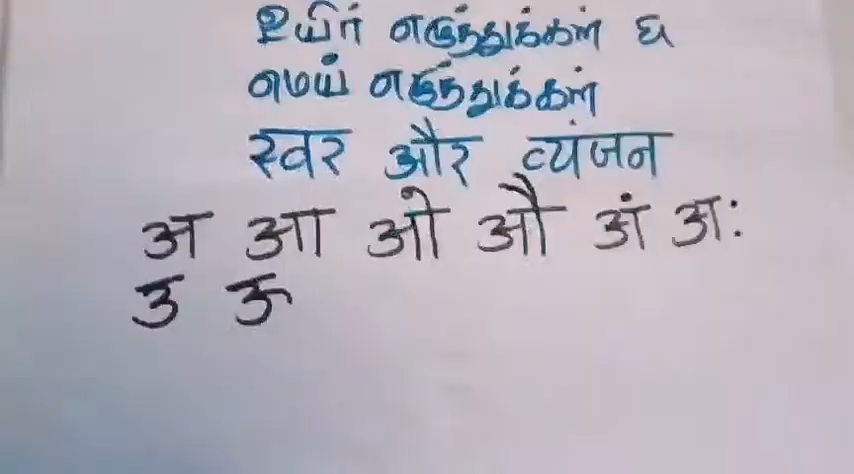 உயிர் எழுத்துக்கள் &
மெய் எழுத்துக்கள்
स्वर और व्यंजन
अ आ ओ औ अं अः
उ ऊ